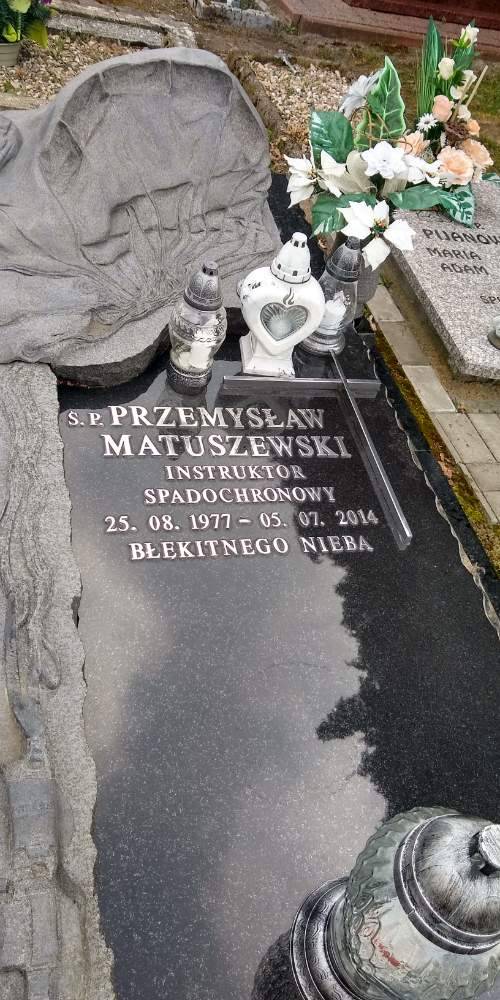 Ś. P. PRZEMYSŁAW
MATUSZEWSKI
INSTRUKTOR
SPADOCHRONOWY
25. 08. 1977 – 05. 07. 2014
BŁĘKITNEGO NIEBA
MARIA
ADAM